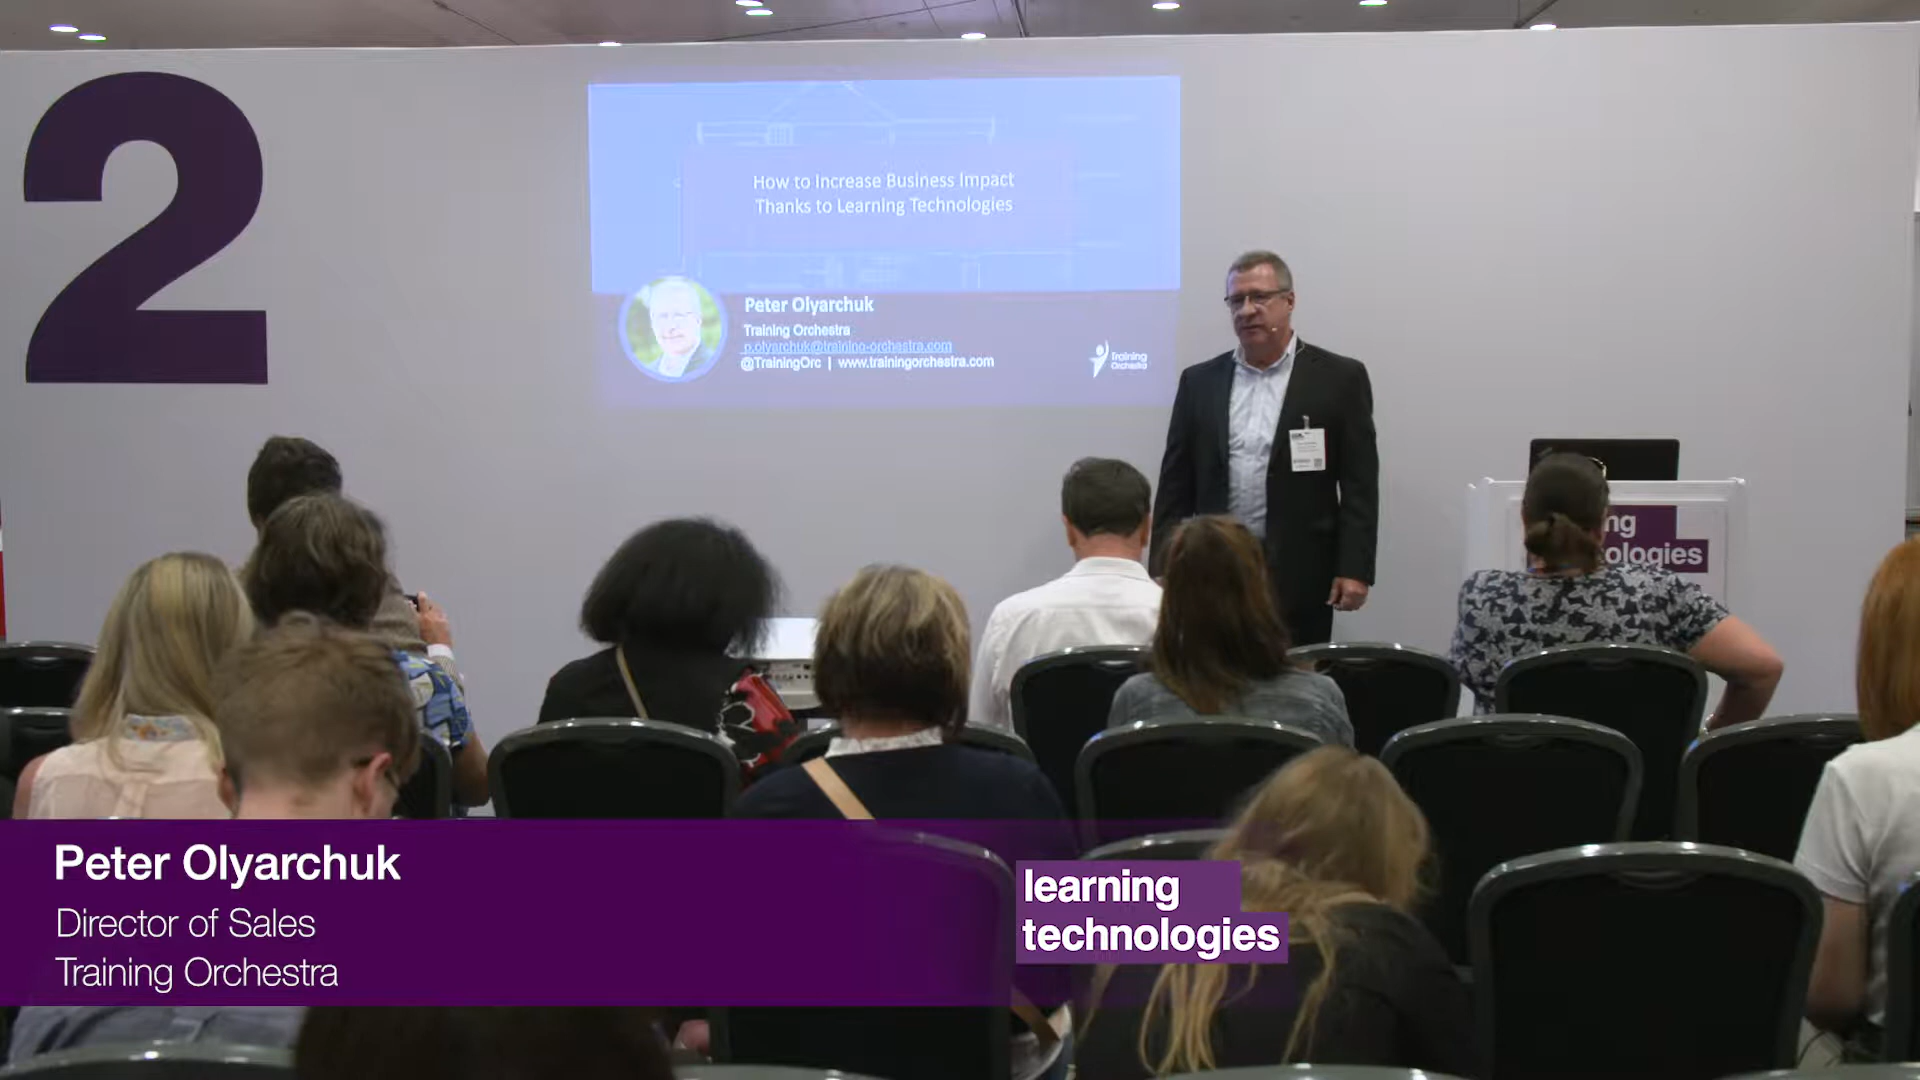 2
How to Increase Business Impact
Thanks to Learning Technologies
Peter Olyarchuk
Training Orchestra
p.olyarchuk@training-orchestra.com
@TrainingOrc | www.trainingorchestra.com
Training
Orchestra
ng
ologies
Peter Olyarchuk
Director of Sales
Training Orchestra
learning
technologies